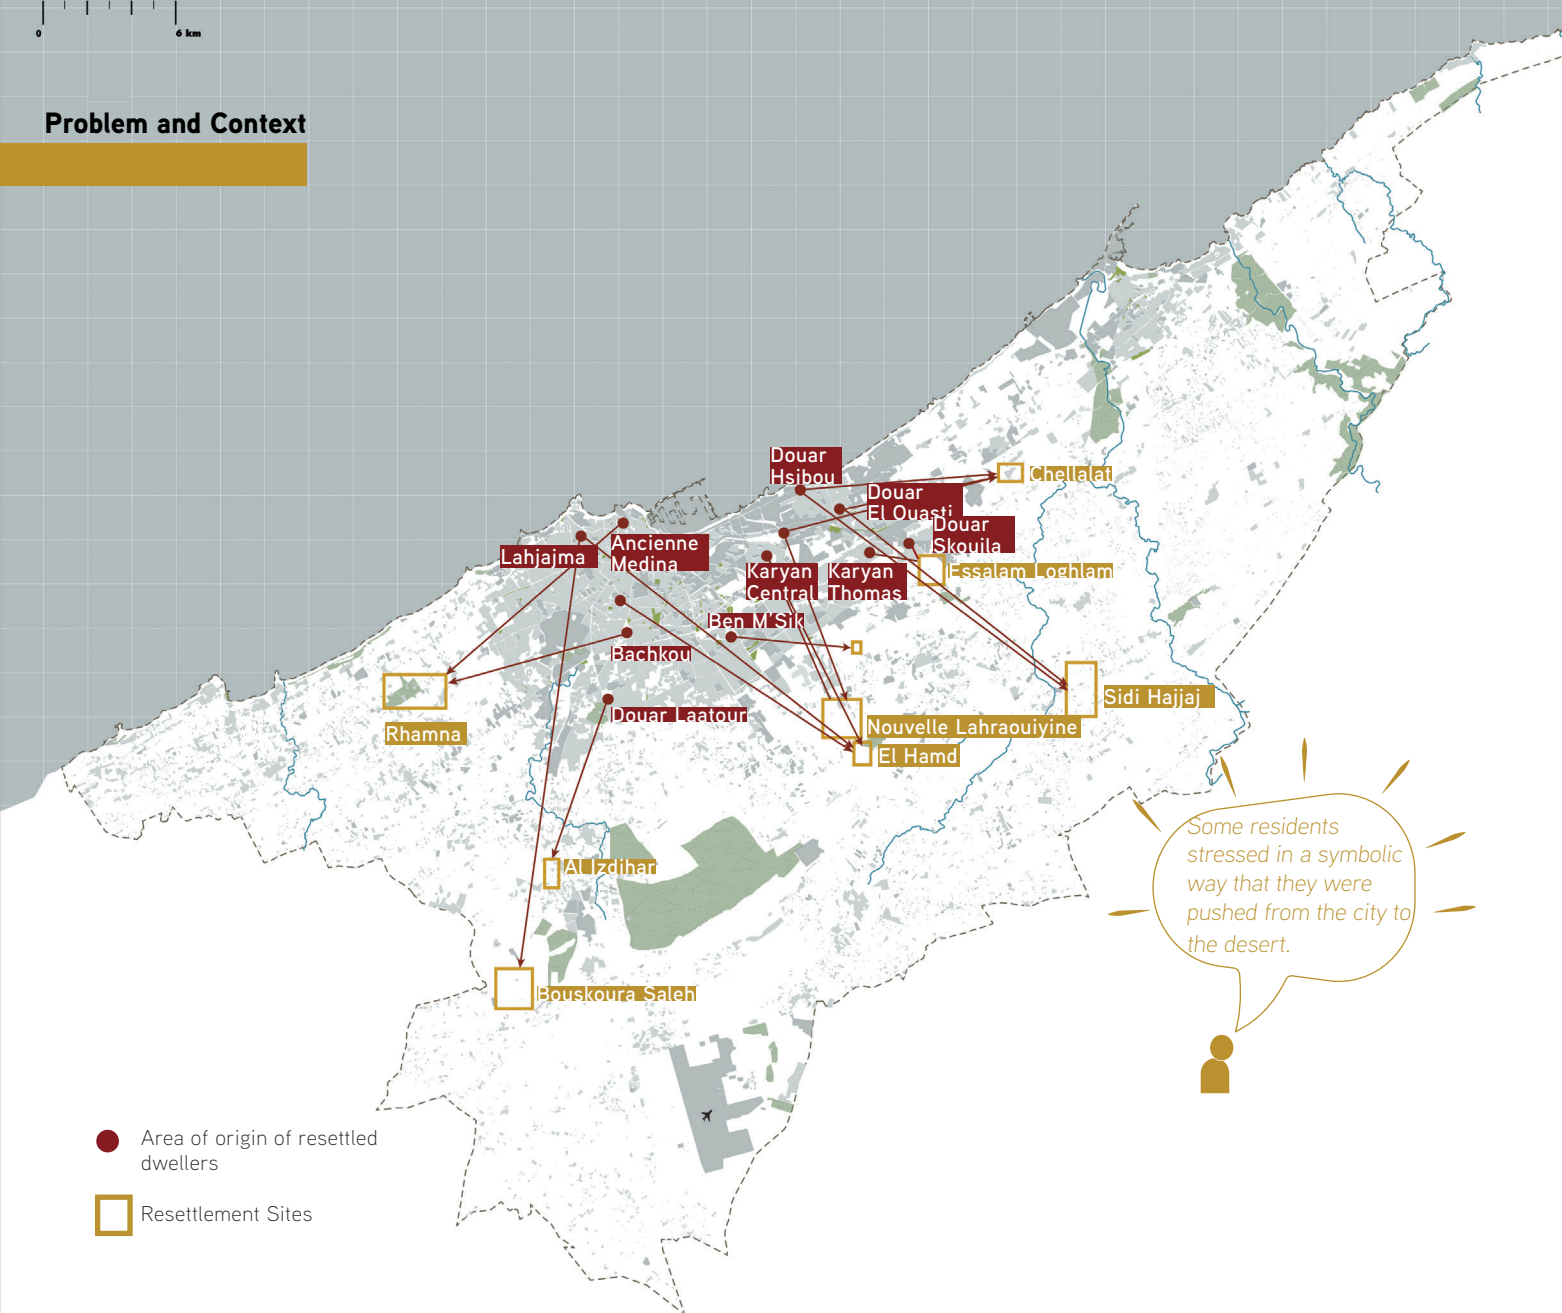 0 6 km
Problem and Context
Douar
Hsibou
Chellalat
Douar
El Ouasti
Douar
Skouila
Lahjajma
Ancienne
Medina
Karyan
Central
Karyan
Thomas
Essalam Loghlam
Ben M'Sik
Bachkou
Sidi Hajjaj
Douar Laatour
Nouvelle Lahraouiyine
Rhamna
El Hamd
Al Izdihar
Bouskoura Saleh
Some residents
stressed in a symbolic
way that they were
pushed from the city to
the desert.
Area of origin of resettled
dwellers
Resettlement Sites